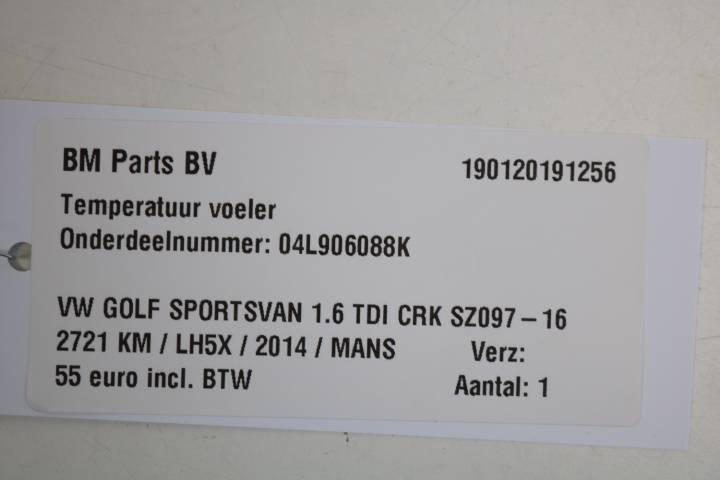 BM Parts BV 190120191256
Temperatuur voeler
Onderdeelnummer: 04L906088K
VW GOLF SPORTSVAN 1.6 TDI CRK SZ097-16
2721 KM / LH5X / 2014 / MANS Verz:
55 euro incl. BTW Aantal: 1